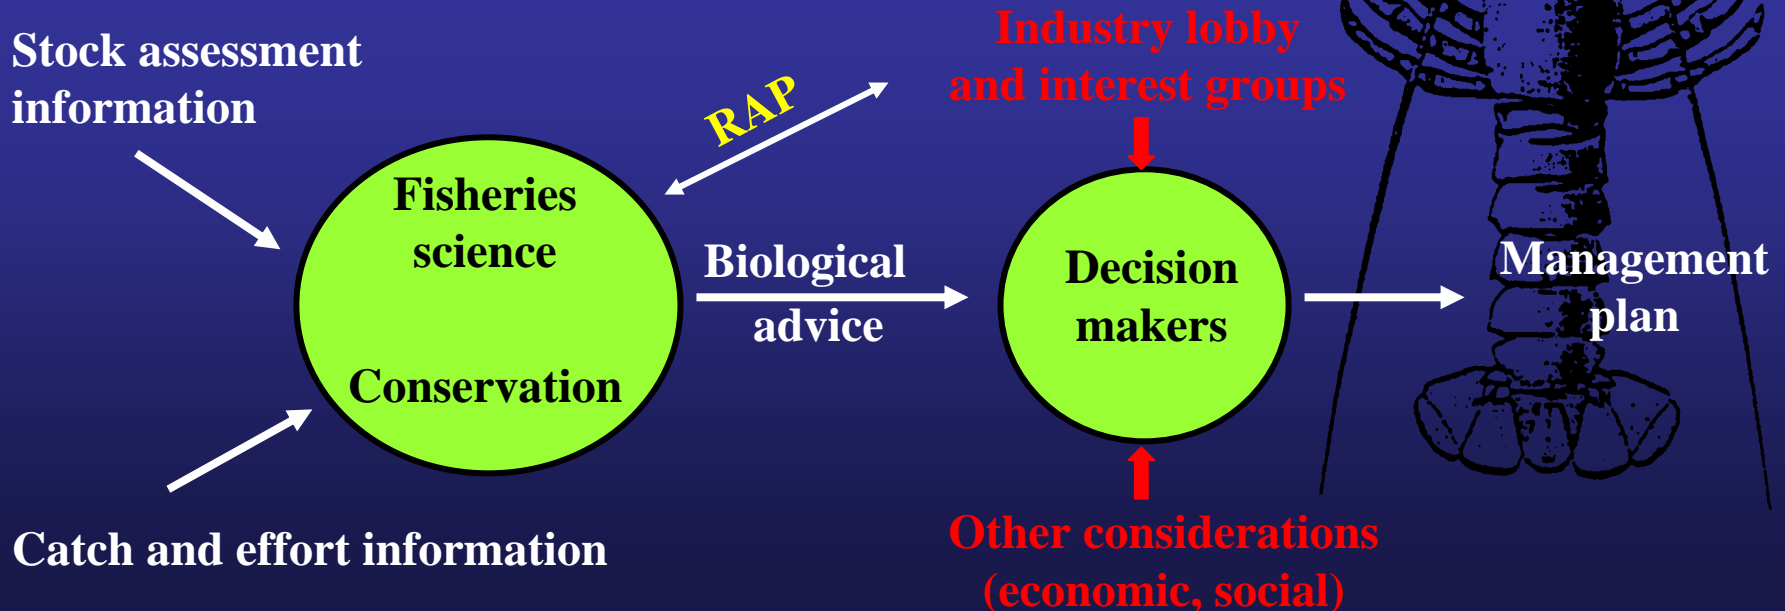 Stock assessment
information
RAP
Industry lobby
and interest groups
Fisheries
science
Conservation
Biological
advice
Decision
makers
Management
plan
Catch and effort information
Other considerations
(economic, social)